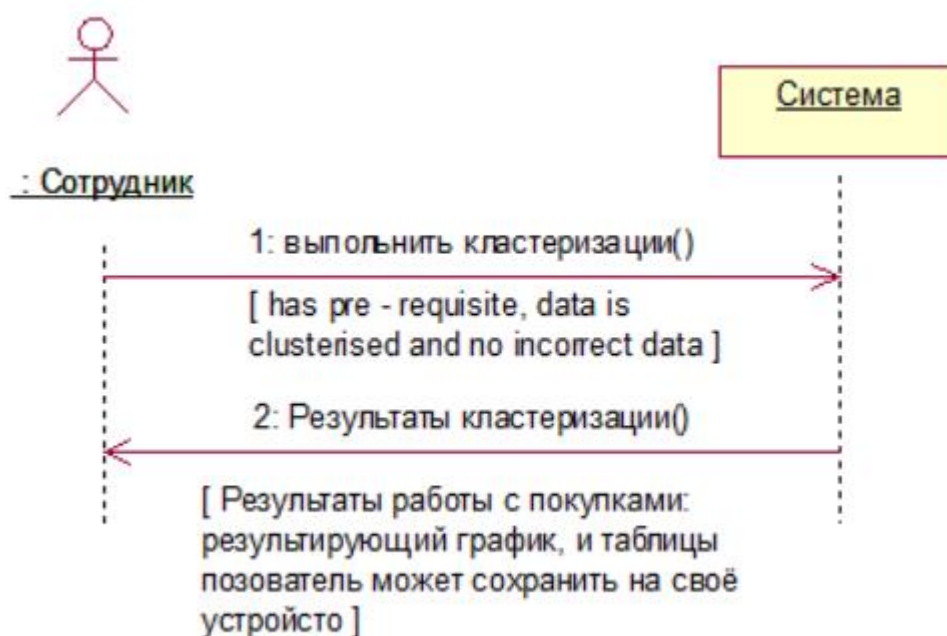 Система
: Сотрудник
1: выпольнить кластеризации()
[ has pre - requisite, data is
clusterised and no incorrect data ]
2: Результаты кластеризации()
[ Результаты работы с покупками:
результирующий график, и таблицы
позователь может сохранить на своё
устройсто ]